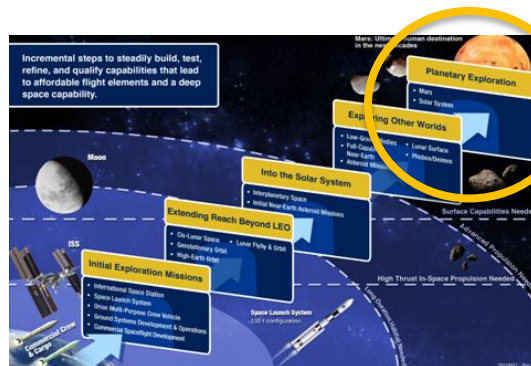 Mars: Ultimate human destination
in the next decades
Incremental steps to steadily build, test,
refine, and qualify capabilities that lead
to affordable flight elements and a deep
space capability.
Planetary Exploration
• Mars
• Solar System
Exploring Other Worlds
• Low-Gravity Bodies
• Full-Capability
Near-Earth
Asteroid Missions
• Lunar Surface
• Phobos/Deimos
Into the Solar System
• Interplanetary Space
• Initial Near-Earth Asteroid Missions
Moon
Extending Reach Beyond LEO
• Cis-Lunar Space
• Geostationary Orbit
• High-Earth Orbit
• Lunar Flyby & Orbit
Surface Capabilities Needed
Advanced Propulsion
ISS
Initial Exploration Missions
• International Space Station
• Space Launch System
• Orion Multi-Purpose Crew Vehicle
• Ground Systems Development & Operations
• Commercial Spaceflight Development
High Thrust In-Space Propulsion Needed
Long Duration Habitat
Space Launch System
130 t configuration
Commercial Crew
& Cargo